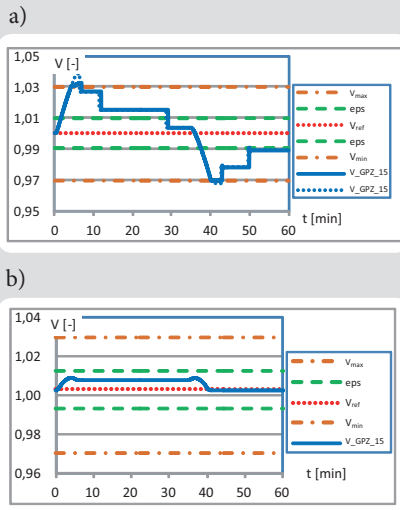 a)
V [-]
1,05
1,03
1,01
0,99
0,97
0,95
0 10 20 30 40 50 60
t [min]
Vmax
eps
Vref
eps
Vmin
V_GPZ_15
V_GPZ_15
b)
V [-]
1,04
1,02
1,00
0,98
0,96
0 10 20 30 40 50 60
t [min]
Vmax
eps
Vref
Vmin
V_GPZ_15